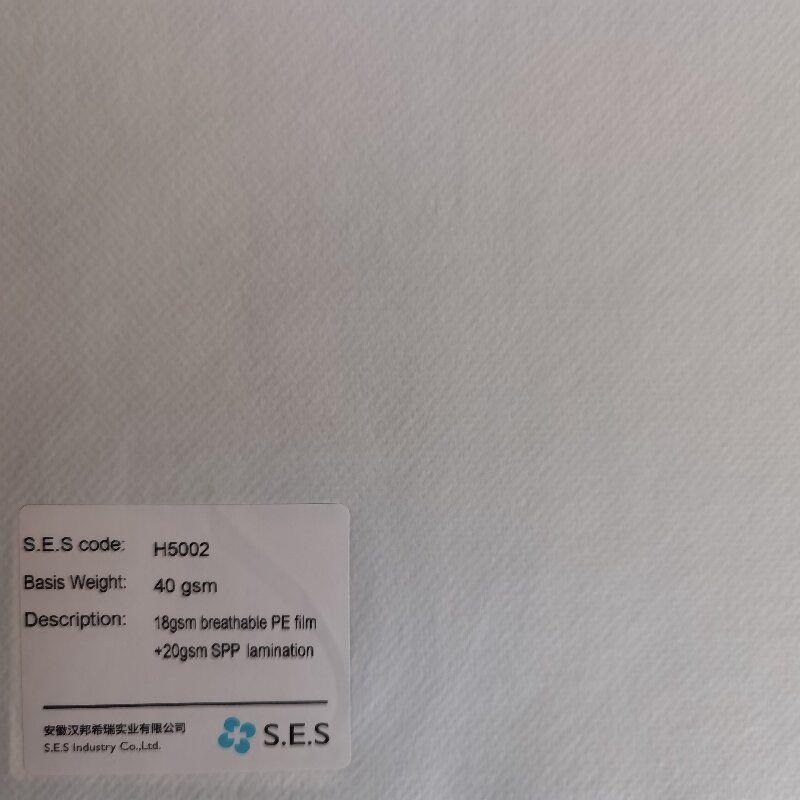 S.E.S code: H5002
Basis Weight: 40 gsm
Description: 18gsm breathable PE film
+20gsm SPP lamination
安徽汉邦希瑞实业有限公司
S.E.S Industry Co.,Ltd.
S.E.S